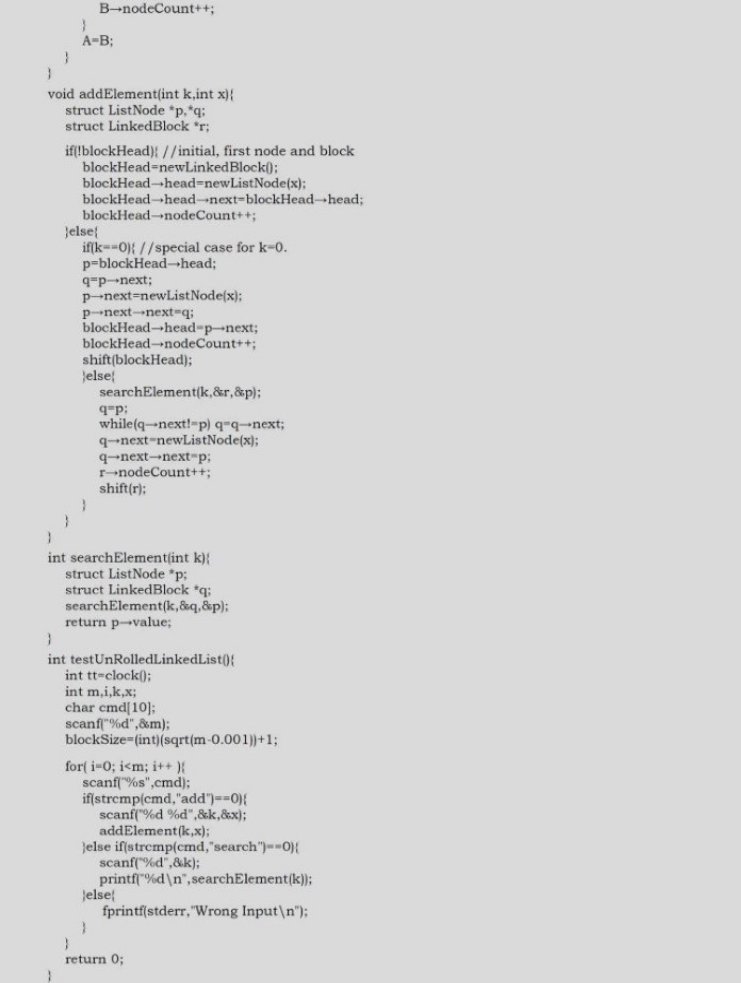 B→nodeCount++;
}
A=B;
}
}
void addElement(int k,int x){
struct ListNode *p,*q;
struct LinkedBlock *r;
if(!blockHead){ //initial, first node and block
blockHead=newLinkedBlock();
blockHead→head=newListNode(x);
blockHead→head→next=blockHead→head;
blockHead→nodeCount++;
}else{
if(k==0){ //special case for k=0.
p=blockHead→head;
q=p→next;
p→next=newListNode(x);
p→next→next=q;
blockHead→head=p→next;
blockHead→nodeCount++;
shift(blockHead);
}else{
searchElement(k,&r,&p);
q=p;
while(q→next!=p) q=q→next;
q→next=newListNode(x);
q→next→next=p;
r→nodeCount++;
shift(r);
}
}
}
int searchElement(int k){
struct ListNode *p;
struct LinkedBlock *q;
searchElement(k,&q,&p);
return p→value;
}
int testUnRolledLinkedList(){
int tt=clock();
int m,i,k,x;
char cmd[10];
scanf("%d",&m);
blockSize=(int)(sqrt(m-0.001))+1;
for( i=0; i<m; i++ ){
scanf("%s",cmd);
if(strcmp(cmd,"add")==0){
scanf("%d %d",&k,&x);
addElement(k,x);
}else if(strcmp(cmd,"search")==0){
scanf("%d",&k);
printf("%d\n",searchElement(k));
}else{
fprintf(stderr,"Wrong Input\n");
}
}
return 0;
}